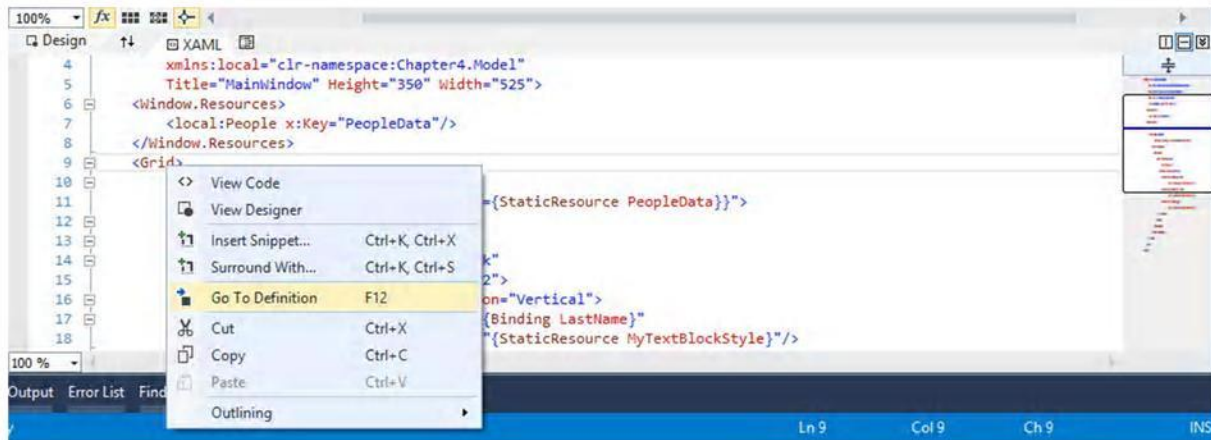 100% fx
Design XAML
4 xmlns:local="clr-namespace:Chapter4.Model"
5 Title="MainWindow" Height="350" Width="525">
6 <Window.Resources>
7 <local:People x:Key="PeopleData"/>
8 </Window.Resources>
9 <Grid>
10
11 ={StaticResource PeopleData}}">
12
13
14 k"
15 2">
16 on="Vertical">
17 {Binding LastName}"
18 "{StaticResource MyTextBlockStyle}"/>
View Code
View Designer
Insert Snippet... Ctrl+K, Ctrl+X
Surround With... Ctrl+K, Ctrl+S
Go To Definition F12
Cut Ctrl+X
Copy Ctrl+C
Paste Ctrl+V
Outlining
100 %
Output Error List Find
y Ln 9 Col 9 Ch 9 INS